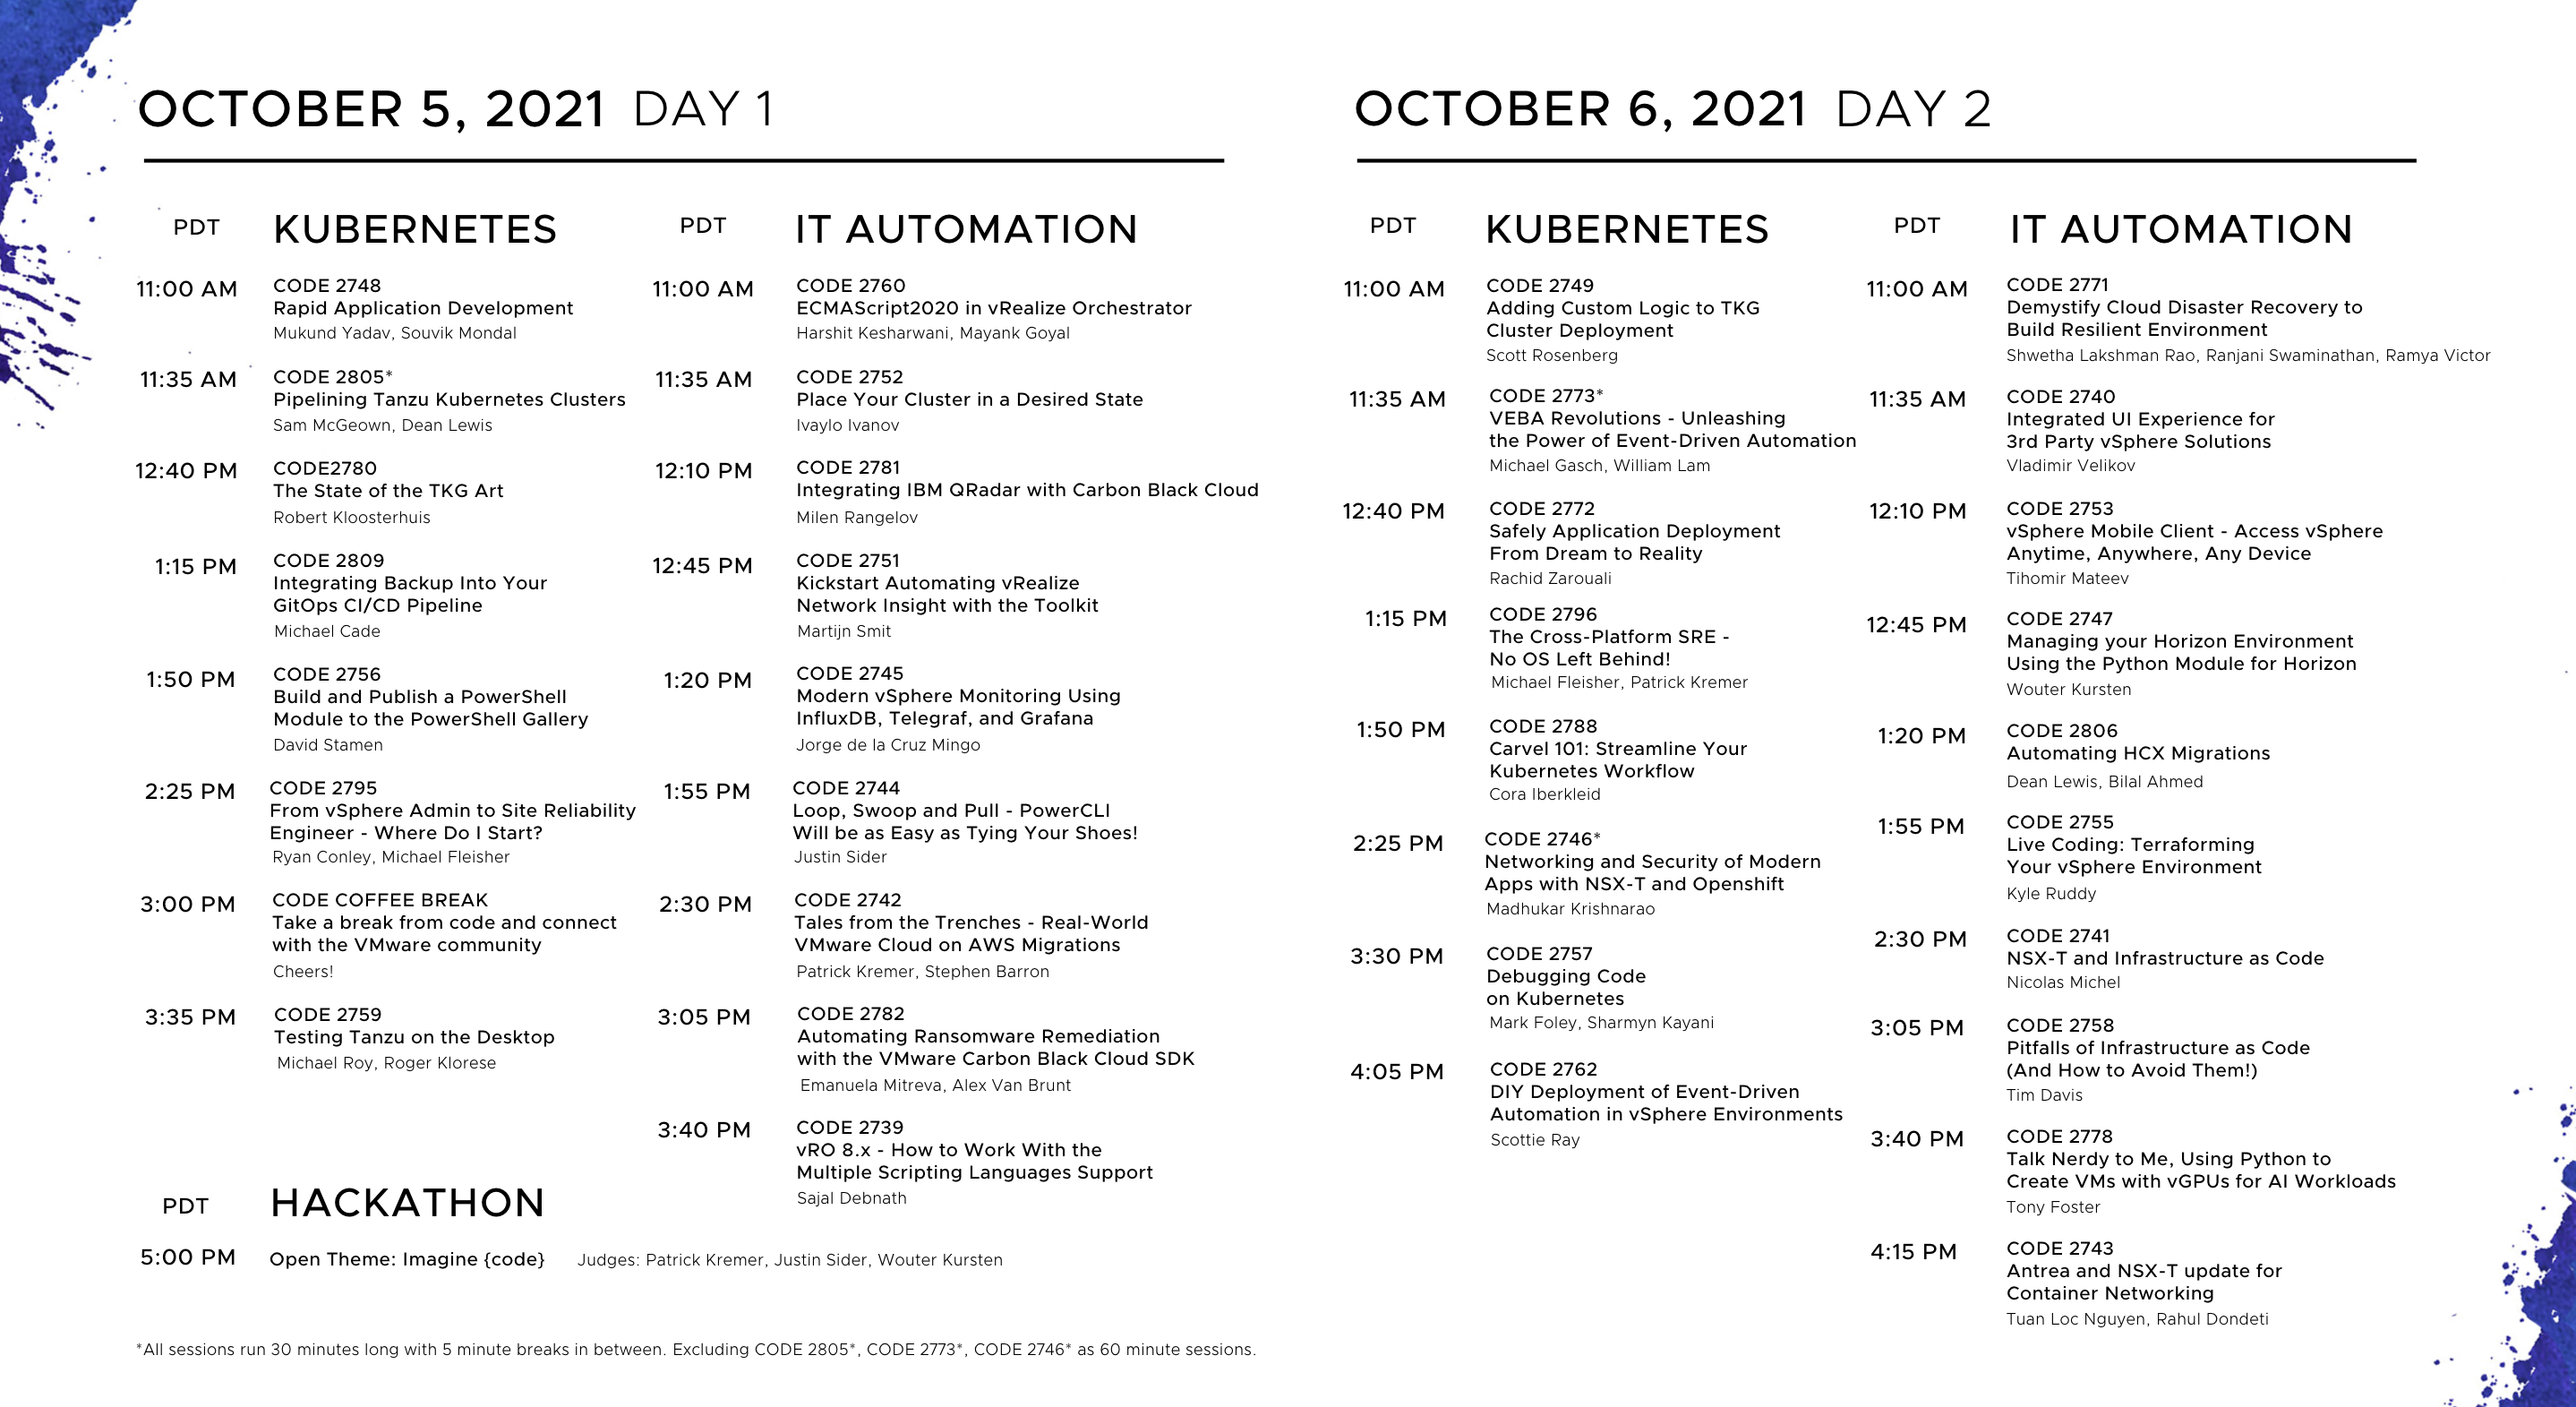 OCTOBER 5, 2021 DAY 1
PDT KUBERNETES
11:00 AM CODE 2748
Rapid Application Development
Mukund Yadav, Souvik Mondal
11:35 AM CODE 2805*
Pipelining Tanzu Kubernetes Clusters
Sam McGeown, Dean Lewis
12:40 PM CODE2780
The State of the TKG Art
Robert Kloosterhuis
1:15 PM CODE 2809
Integrating Backup Into Your
GitOps CI/CD Pipeline
Michael Cade
1:50 PM CODE 2756
Build and Publish a PowerShell
Module to the PowerShell Gallery
David Stamen
2:25 PM CODE 2795
From vSphere Admin to Site Reliability
Engineer - Where Do I Start?
Ryan Conley, Michael Fleisher
3:00 PM CODE COFFEE BREAK
Take a break from code and connect
with the VMware community
Cheers!
3:35 PM CODE 2759
Testing Tanzu on the Desktop
Michael Roy, Roger Klorese
PDT IT AUTOMATION
11:00 AM CODE 2760
ECMAScript2020 in vRealize Orchestrator
Harshit Kesharwani, Mayank Goyal
11:35 AM CODE 2752
Place Your Cluster in a Desired State
Ivaylo Ivanov
12:10 PM CODE 2781
Integrating IBM QRadar with Carbon Black Cloud
Milen Rangelov
12:45 PM CODE 2751
Kickstart Automating vRealize
Network Insight with the Toolkit
Martijn Smit
1:20 PM CODE 2745
Modern vSphere Monitoring Using
InfluxDB, Telegraf, and Grafana
Jorge de la Cruz Mingo
1:55 PM CODE 2744
Loop, Swoop and Pull - PowerCLI
Will be as Easy as Tying Your Shoes!
Justin Sider
2:30 PM CODE 2742
Tales from the Trenches - Real-World
VMware Cloud on AWS Migrations
Patrick Kremer, Stephen Barron
3:05 PM CODE 2782
Automating Ransomware Remediation
with the VMware Carbon Black Cloud SDK
Emanuela Mitreva, Alex Van Brunt
3:40 PM CODE 2739
vRO 8.x - How to Work With the
Multiple Scripting Languages Support
Sajal Debnath
PDT HACKATHON
5:00 PM Open Theme: Imagine {code} Judges: Patrick Kremer, Justin Sider, Wouter Kursten
*All sessions run 30 minutes long with 5 minute breaks in between. Excluding CODE 2805*, CODE 2773*, CODE 2746* as 60 minute sessions.
OCTOBER 6, 2021 DAY 2
PDT KUBERNETES
11:00 AM CODE 2749
Adding Custom Logic to TKG
Cluster Deployment
Scott Rosenberg
11:35 AM CODE 2773*
VEBA Revolutions - Unleashing
the Power of Event-Driven Automation
Michael Gasch, William Lam
12:40 PM CODE 2772
Safely Application Deployment
From Dream to Reality
Rachid Zarouali
1:15 PM CODE 2796
The Cross-Platform SRE -
No OS Left Behind!
Michael Fleisher, Patrick Kremer
1:50 PM CODE 2788
Carvel 101: Streamline Your
Kubernetes Workflow
Cora Iberkleid
2:25 PM CODE 2746*
Networking and Security of Modern
Apps with NSX-T and Openshift
Madhukar Krishnarao
3:30 PM CODE 2757
Debugging Code
on Kubernetes
Mark Foley, Sharmyn Kayani
4:05 PM CODE 2762
DIY Deployment of Event-Driven
Automation in vSphere Environments
Scottie Ray
PDT IT AUTOMATION
11:00 AM CODE 2771
Demystify Cloud Disaster Recovery to
Build Resilient Environment
Shwetha Lakshman Rao, Ranjani Swaminathan, Ramya Victor
11:35 AM CODE 2740
Integrated UI Experience for
3rd Party vSphere Solutions
Vladimir Velikov
12:10 PM CODE 2753
vSphere Mobile Client - Access vSphere
Anytime, Anywhere, Any Device
Tihomir Mateev
12:45 PM CODE 2747
Managing your Horizon Environment
Using the Python Module for Horizon
Wouter Kursten
1:20 PM CODE 2806
Automating HCX Migrations
Dean Lewis, Bilal Ahmed
1:55 PM CODE 2755
Live Coding: Terraforming
Your vSphere Environment
Kyle Ruddy
2:30 PM CODE 2741
NSX-T and Infrastructure as Code
Nicolas Michel
3:05 PM CODE 2758
Pitfalls of Infrastructure as Code
(And How to Avoid Them!)
Tim Davis
3:40 PM CODE 2778
Talk Nerdy to Me, Using Python to
Create VMs with vGPUs for AI Workloads
Tony Foster
4:15 PM CODE 2743
Antrea and NSX-T update for
Container Networking
Tuan Loc Nguyen, Rahul Dondeti